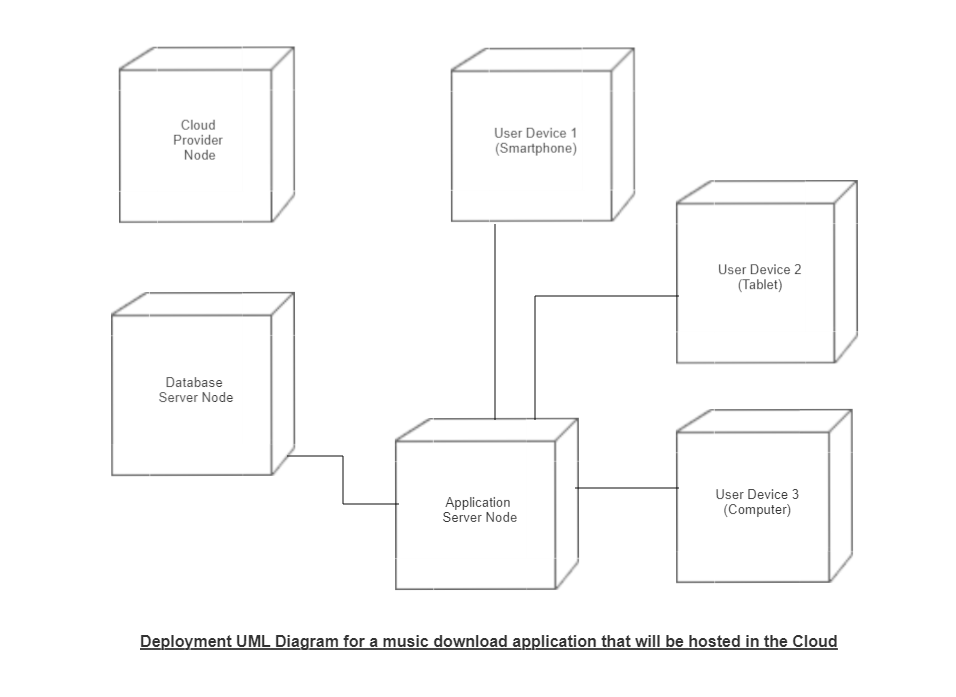 Cloud
Provider
Node
User Device 1
(Smartphone)
User Device 2
(Tablet)
Database
Server Node
Application
Server Node
User Device 3
(Computer)
Deployment UML Diagram for a music download application that will be hosted in the Cloud